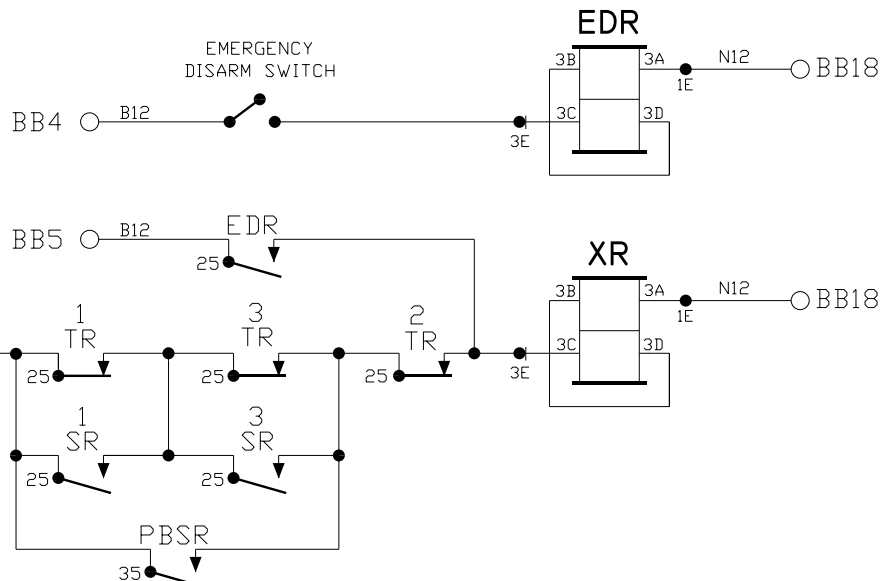 EDR
EMERGENCY
DISARM SWITCH
3B 3A N12 BB18
1E
BB4 B12 3C 3D
3E
BB5 B12 EDR
25
XR
3B 3A N12 BB18
1E
1 3 2
TR TR TR
3C 3D
25 25 25 3E
1 3
SR SR
25 25
PBSR
35